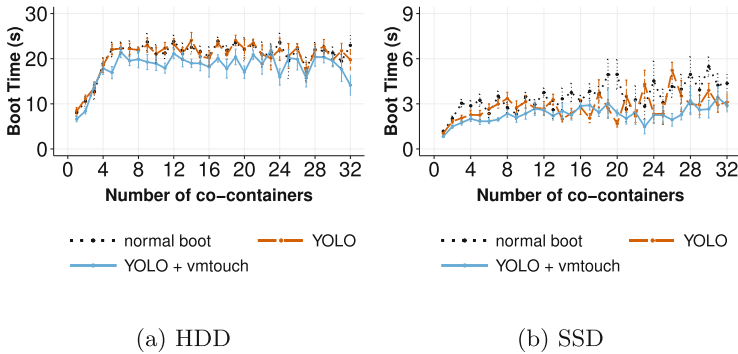 30
20
10
0
Boot Time (s)
0 4 8 12 16 20 24 28 32
Number of co−containers
normal boot YOLO
YOLO + vmtouch
(a) HDD
9
6
3
0
Boot Time (s)
0 4 8 12 16 20 24 28 32
Number of co−containers
normal boot YOLO
YOLO + vmtouch
(b) SSD